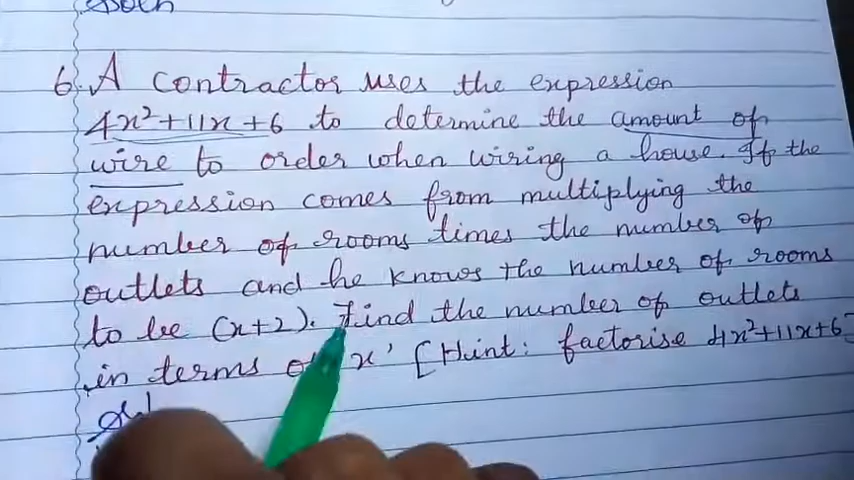 Both
6. A contractor uses the expression
4x²+11x+6 to determine the amount of
wire to order when wiring a house. If the
expression comes from multiplying the
number of rooms times the number of
outlets and he knows the number of rooms
to be (x+2). Find the number of outlets
in terms of 'x' [Hint: factorise 4x²+11x+6]